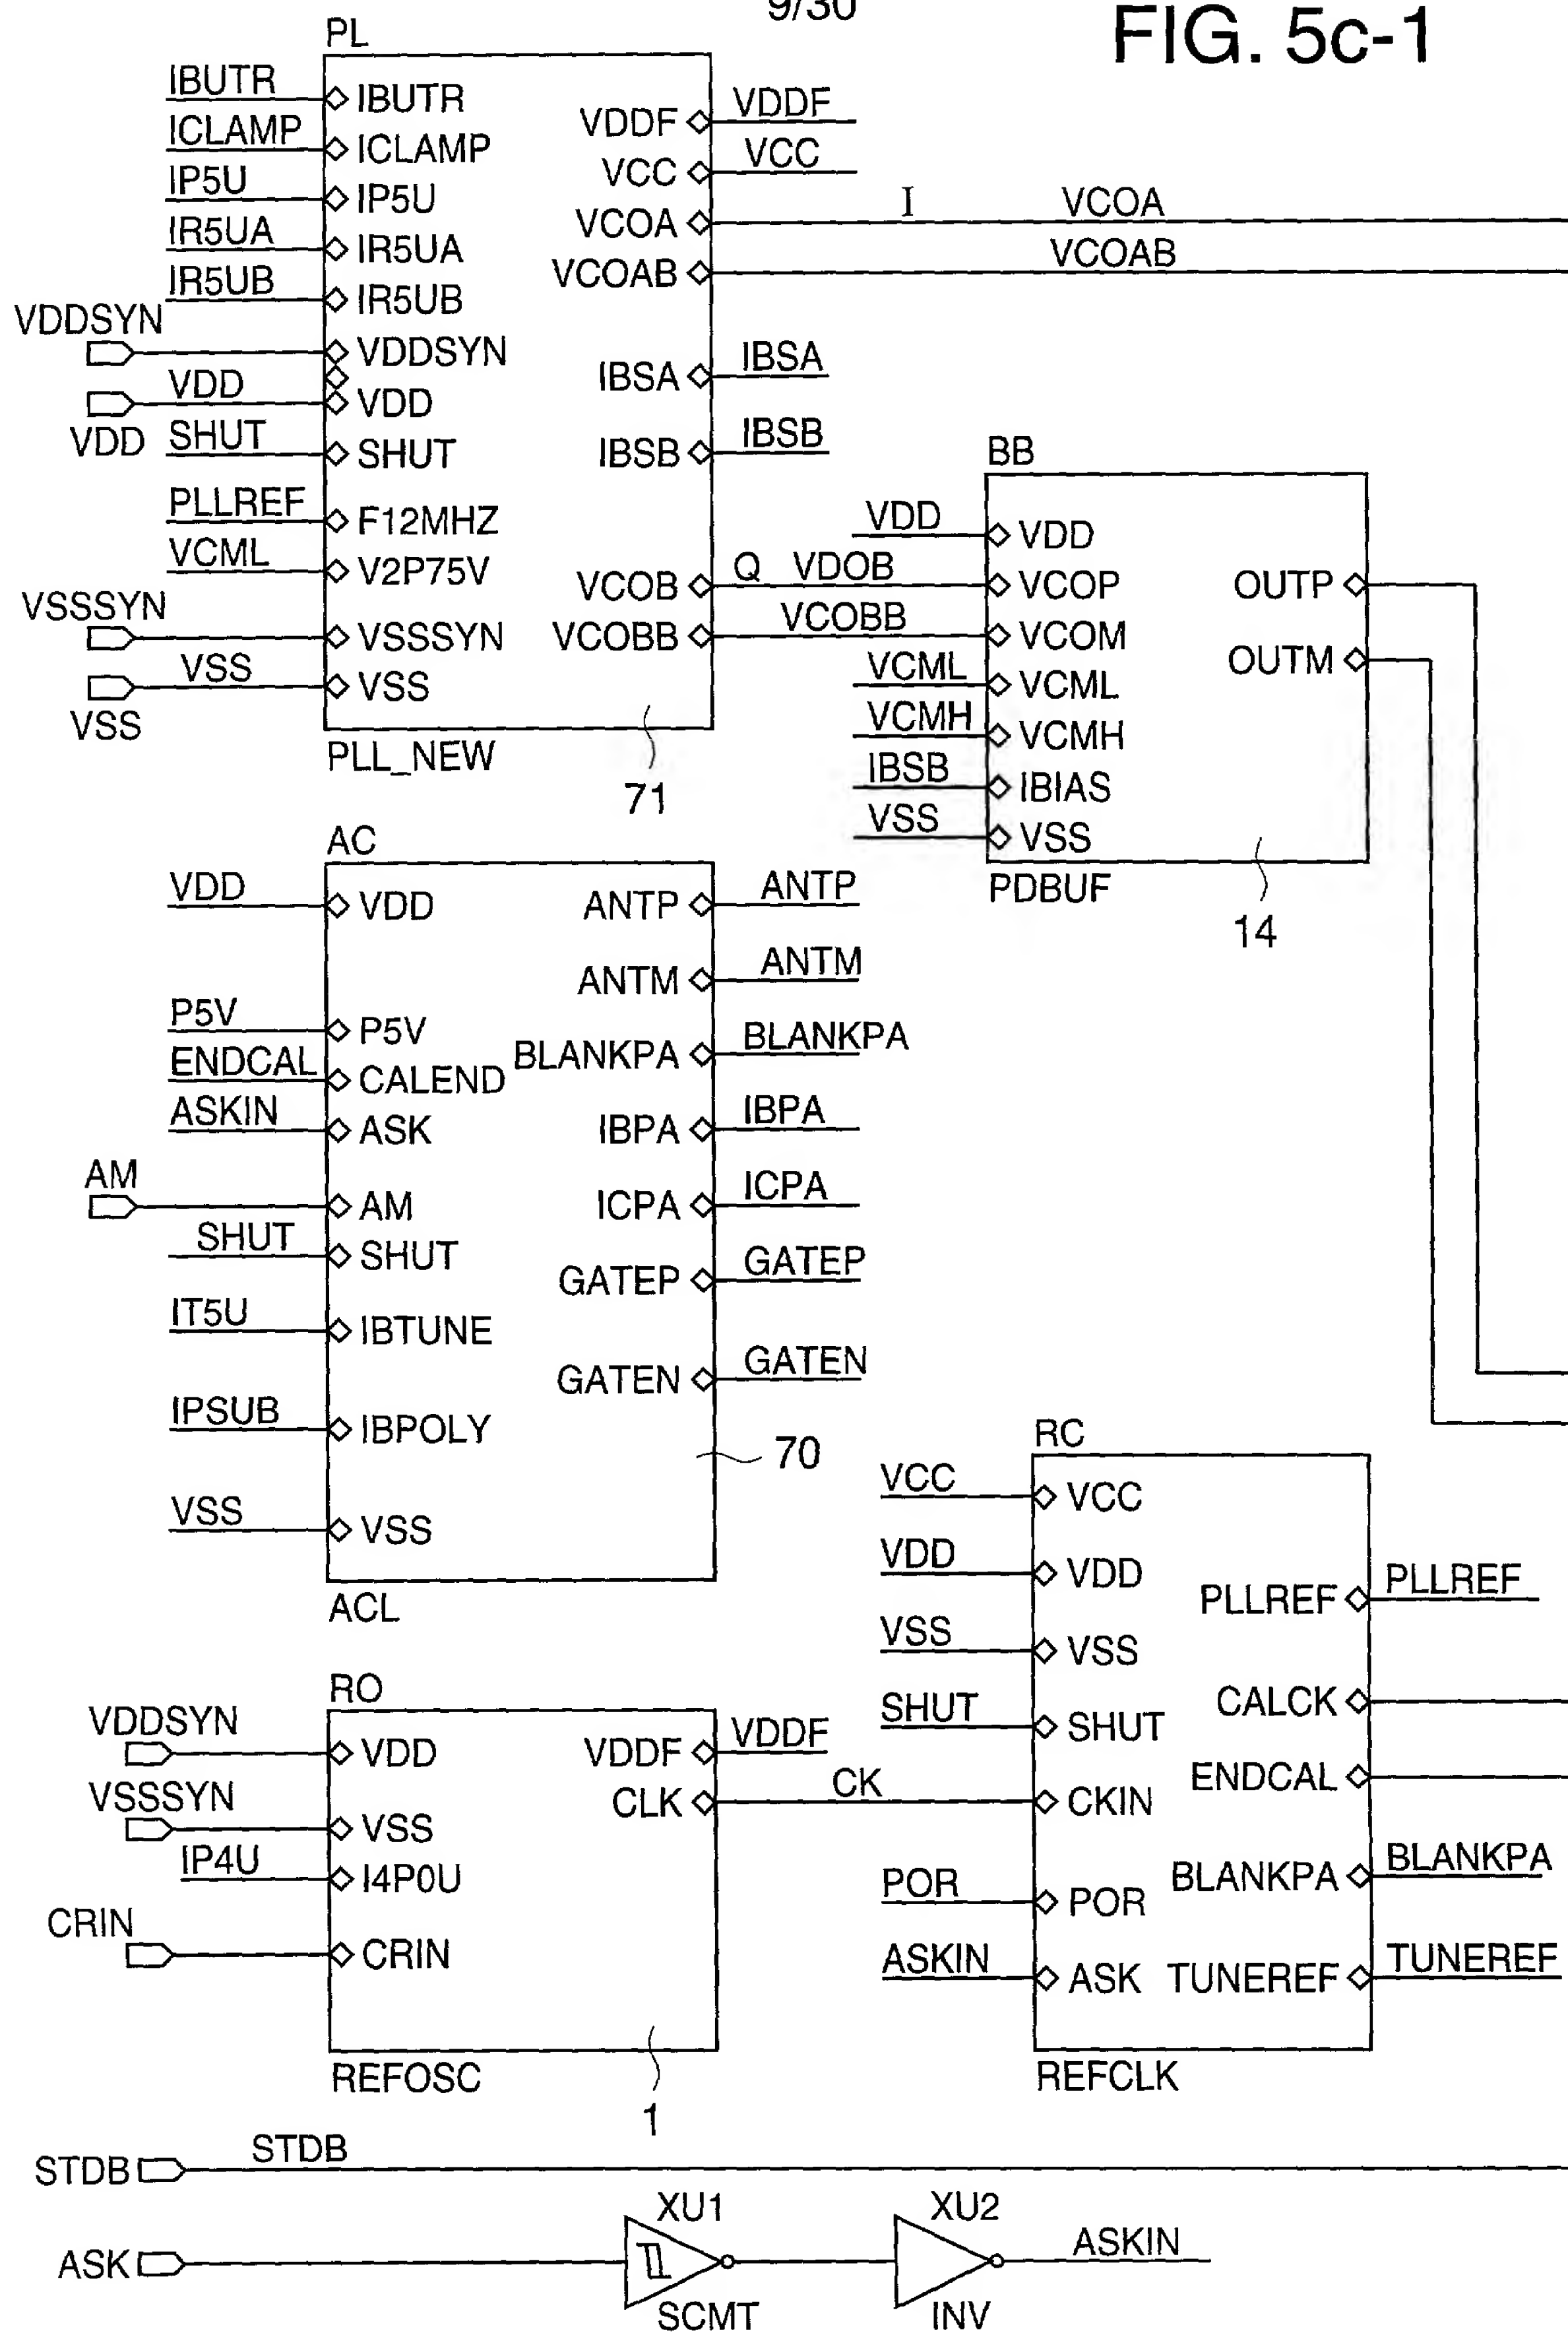 9/30
FIG. 5c-1
PL
IBUTR
IBUTR
ICLAMP
ICLAMP
IP5U
IP5U
IR5UA
IR5UA
IR5UB
IR5UB
VDDSYN
VDDSYN
VDD
VDD
VDD
SHUT
SHUT
PLLREF
F12MHZ
VCML
V2P75V
VSSSYN
VSSSYN
VSS
VSS
VSS
VDDF
VDDF
VCC
VCC
VCOA
I
VCOA
VCOAB
VCOAB
IBSA
IBSA
IBSB
IBSB
VCOB
Q
VDOB
VCOBB
VCOBB
PLL_NEW
71
BB
VDD
VDD
VCOP
VCOM
VCML
VCML
VCMH
VCMH
IBSB
IBIAS
VSS
VSS
OUTP
OUTM
PDBUF
14
AC
VDD
VDD
P5V
P5V
ENDCAL
CALEND
ASKIN
ASK
AM
AM
SHUT
SHUT
IT5U
IBTUNE
IPSUB
IBPOLY
VSS
VSS
ANTP
ANTP
ANTM
ANTM
BLANKPA
BLANKPA
IBPA
IBPA
ICPA
ICPA
GATEP
GATEP
GATEN
GATEN
70
ACL
RC
VCC
VCC
VDD
VDD
VSS
VSS
SHUT
SHUT
CKIN
POR
POR
ASKIN
ASK
PLLREF
PLLREF
CALCK
ENDCAL
BLANKPA
BLANKPA
TUNEREF
TUNEREF
REFCLK
RO
VDDSYN
VDD
VSSSYN
VSS
IP4U
I4P0U
CRIN
CRIN
VDDF
VDDF
CLK
CK
REFOSC
1
STDB
STDB
ASK
XU1
SCMT
XU2
INV
ASKIN